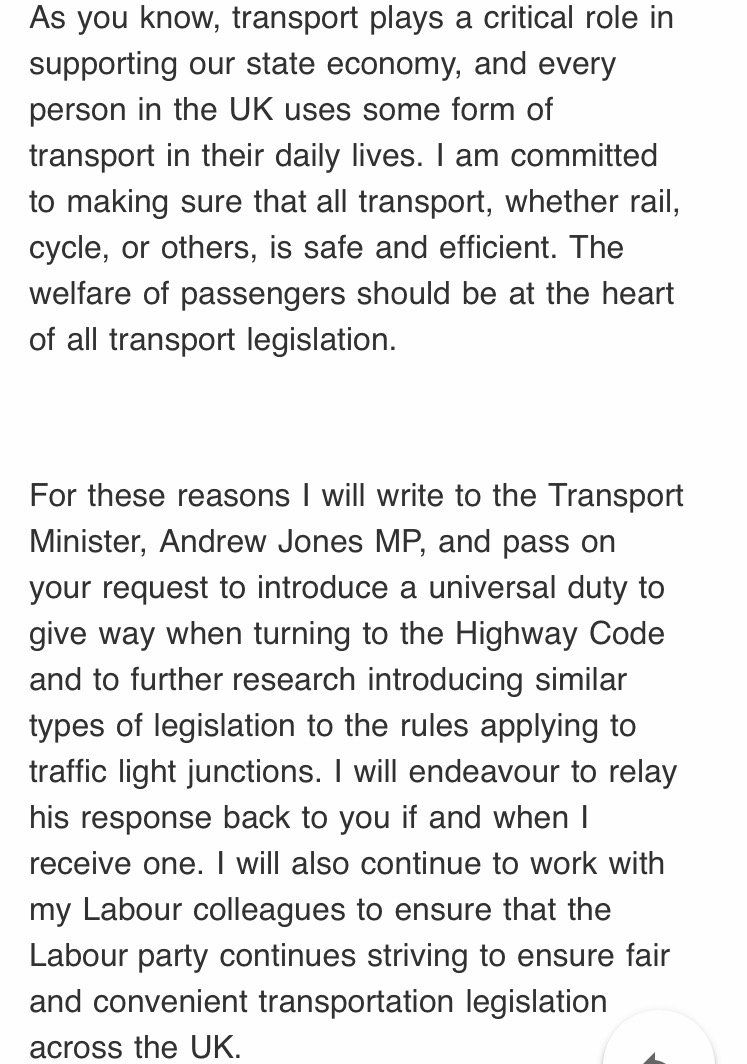 As you know, transport plays a critical role in
supporting our state economy, and every
person in the UK uses some form of
transport in their daily lives. I am committed
to making sure that all transport, whether rail,
cycle, or others, is safe and efficient. The
welfare of passengers should be at the heart
of all transport legislation.
For these reasons I will write to the Transport
Minister, Andrew Jones MP, and pass on
your request to introduce a universal duty to
give way when turning to the Highway Code
and to further research introducing similar
types of legislation to the rules applying to
traffic light junctions. I will endeavour to relay
his response back to you if and when I
receive one. I will also continue to work with
my Labour colleagues to ensure that the
Labour party continues striving to ensure fair
and convenient transportation legislation
across the UK.